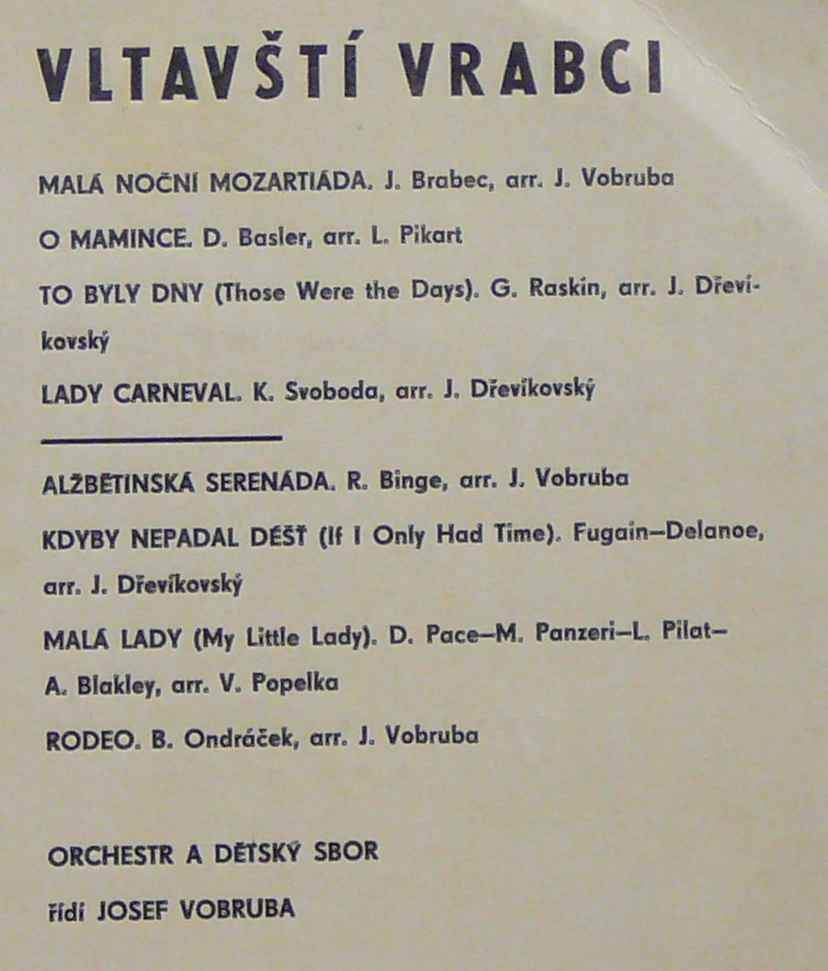 VLTAVŠTÍ VRABCI
MALÁ NOČNÍ MOZARTIÁDA. J. Brabec, arr. J. Vobruba
O MAMINCE. D. Basler, arr. L. Pikart
TO BYLY DNY (Those Were the Days). G. Raskin, arr. J. Dřeví-
kovský
LADY CARNEVAL. K. Svoboda, arr. J. Dřevíkovský
ALŽBĚTINSKÁ SERENÁDA. R. Binge, arr. J. Vobruba
KDYBY NEPADAL DÉŠŤ (If I Only Had Time). Fugain–Delanoe,
arr. J. Dřevíkovský
MALÁ LADY (My Little Lady). D. Pace–M. Panzeri–L. Pilat–
A. Blakley, arr. V. Popelka
RODEO. B. Ondráček, arr. J. Vobruba
ORCHESTR A DĚTSKÝ SBOR
řídí JOSEF VOBRUBA